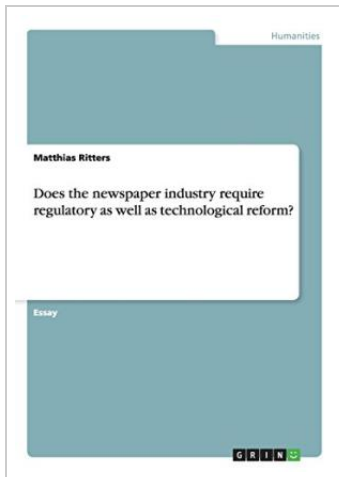 Humanities
Matthias Ritters
Does the newspaper industry require
regulatory as well as technological reform?
Essay
GRIN